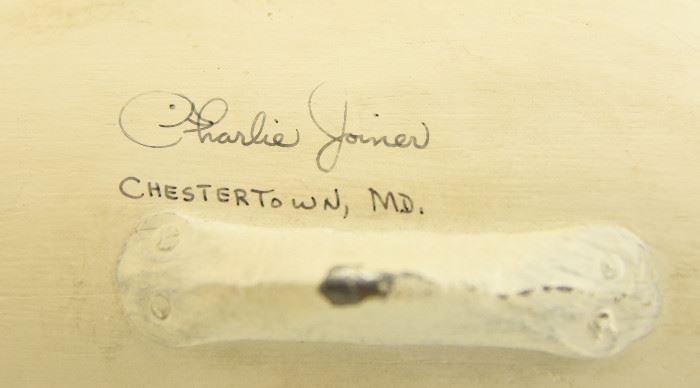 Charlie Joiner
CHESTERTOWN, MD.